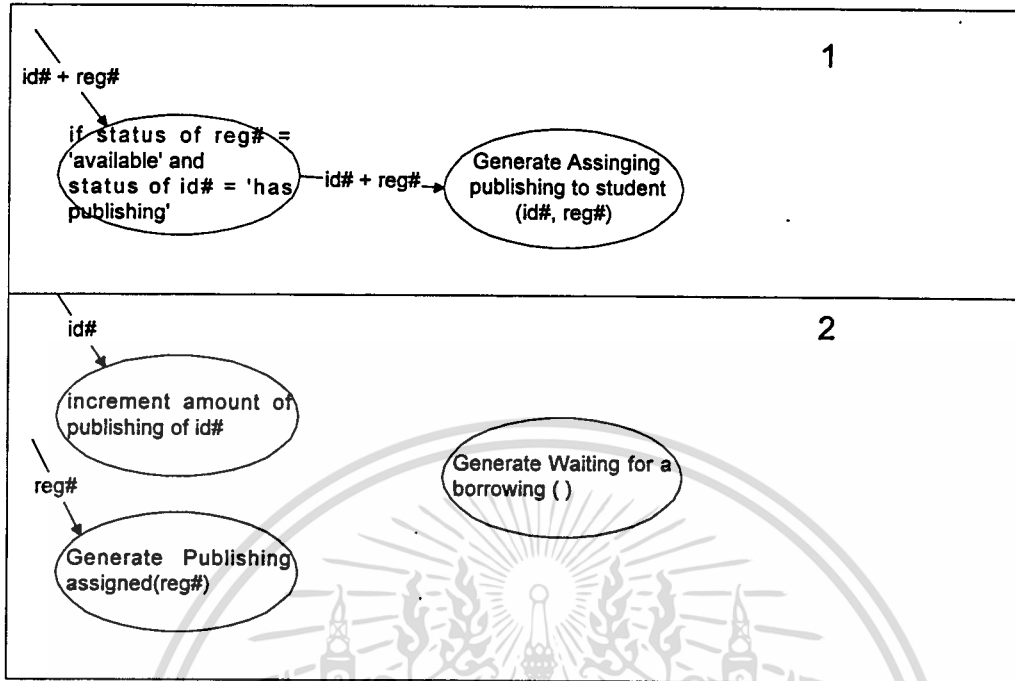 1
id# + reg#
if status of reg# =
'available' and
status of id# = 'has
publishing'
id# + reg#
Generate Assinging
publishing to student
(id#, reg#)
2
id#
increment amount of
publishing of id#
reg#
Generate Publishing
assigned(reg#)
Generate Waiting for a
borrowing ( )